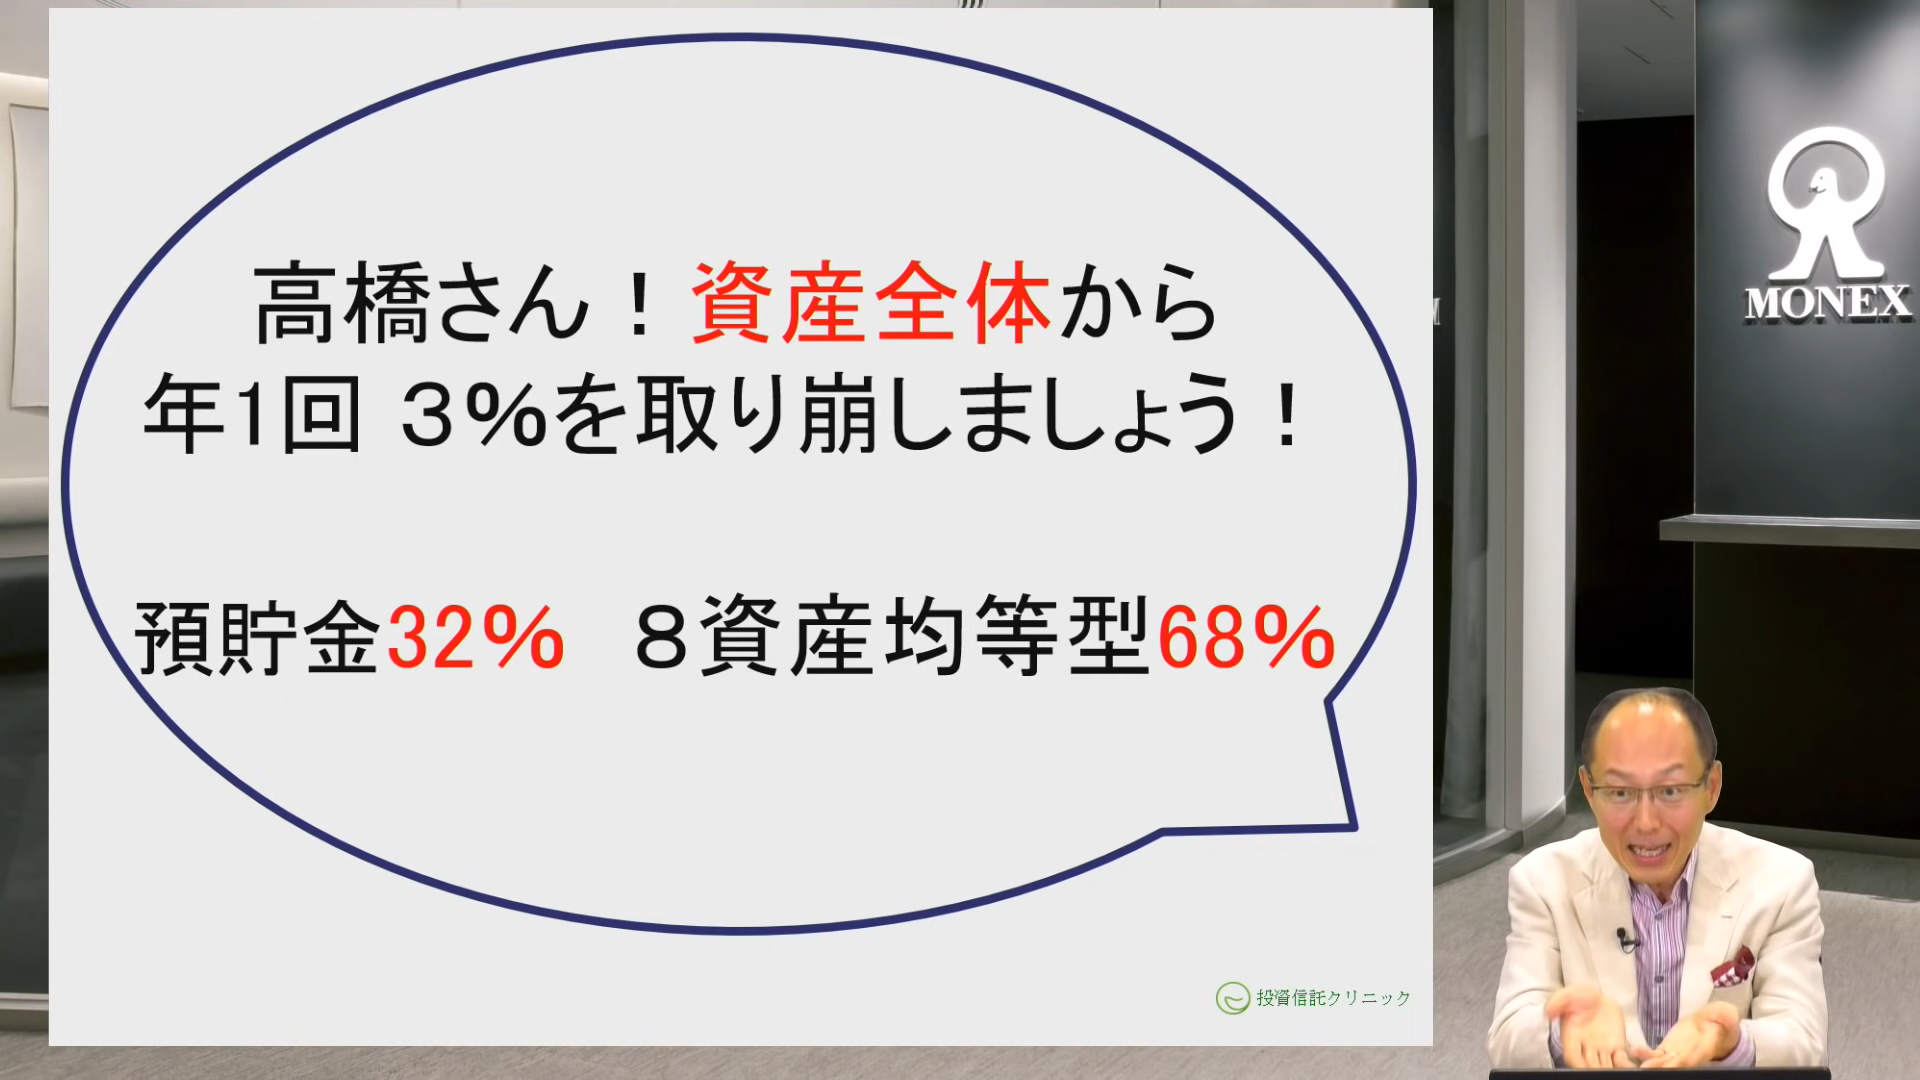 高橋さん！資産全体から
年1回 ３％を取り崩しましょう！
預貯金32%　８資産均等型68%
投資信託クリニック
MONEX